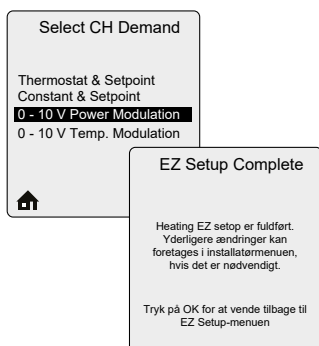 Select CH Demand
Thermostat & Setpoint
Constant & Setpoint
0 - 10 V Power Modulation
0 - 10 V Temp. Modulation
EZ Setup Complete
Heating EZ setop er fuldført.
Yderligere ændringer kan
foretages i installatørmenuen,
hvis det er nødvendigt.
Tryk på OK for at vende tilbage til
EZ Setup-menuen